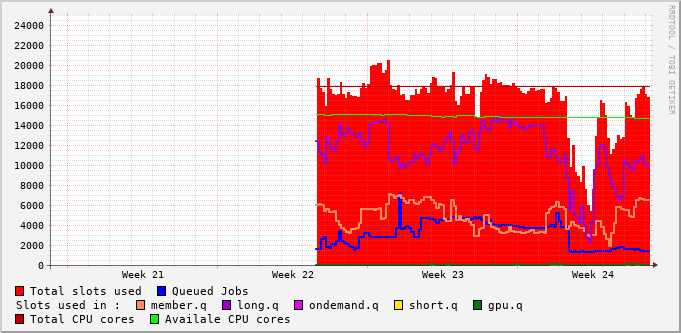 24000
22000
20000
18000
16000
14000
12000
10000
8000
6000
4000
2000
0
Week 21 Week 22 Week 23 Week 24
RRDTOOL / TOBI OETIKER
Total slots used Queued Jobs
Slots used in : member.q long.q ondemand.q short.q gpu.q
Total CPU cores Availale CPU cores